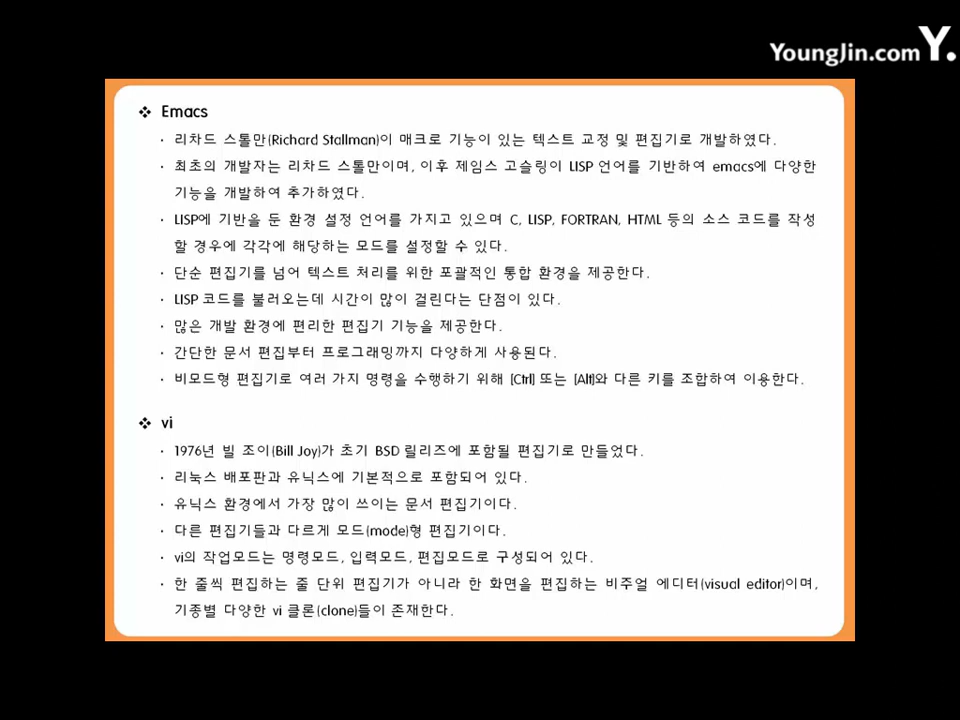 YoungJin.com Y.
❖ Emacs
· 리차드 스톨만(Richard Stallman)이 매크로 기능이 있는 텍스트 교정 및 편집기로 개발하였다.
· 최초의 개발자는 리차드 스톨만이며, 이후 제임스 고슬링이 LISP 언어를 기반하여 emacs에 다양한
기능을 개발하여 추가하였다.
· LISP에 기반을 둔 환경 설정 언어를 가지고 있으며 C, LISP, FORTRAN, HTML 등의 소스 코드를 작성
할 경우에 각각에 해당하는 모드를 설정할 수 있다.
· 단순 편집기를 넘어 텍스트 처리를 위한 포괄적인 통합 환경을 제공한다.
· LISP 코드를 불러오는데 시간이 많이 걸린다는 단점이 있다.
· 많은 개발 환경에 편리한 편집기 기능을 제공한다.
· 간단한 문서 편집부터 프로그래밍까지 다양하게 사용된다.
· 비모드형 편집기로 여러 가지 명령을 수행하기 위해 [Ctrl] 또는 [Alt]와 다른 키를 조합하여 이용한다.
❖ vi
· 1976년 빌 조이(Bill Joy)가 초기 BSD 릴리즈에 포함될 편집기로 만들었다.
· 리눅스 배포판과 유닉스에 기본적으로 포함되어 있다.
· 유닉스 환경에서 가장 많이 쓰이는 문서 편집기이다.
· 다른 편집기들과 다르게 모드(mode)형 편집기이다.
· vi의 작업모드는 명령모드, 입력모드, 편집모드로 구성되어 있다.
· 한 줄씩 편집하는 줄 단위 편집기가 아니라 한 화면을 편집하는 비주얼 에디터(visual editor)이며,
기종별 다양한 vi 클론(clone)들이 존재한다.